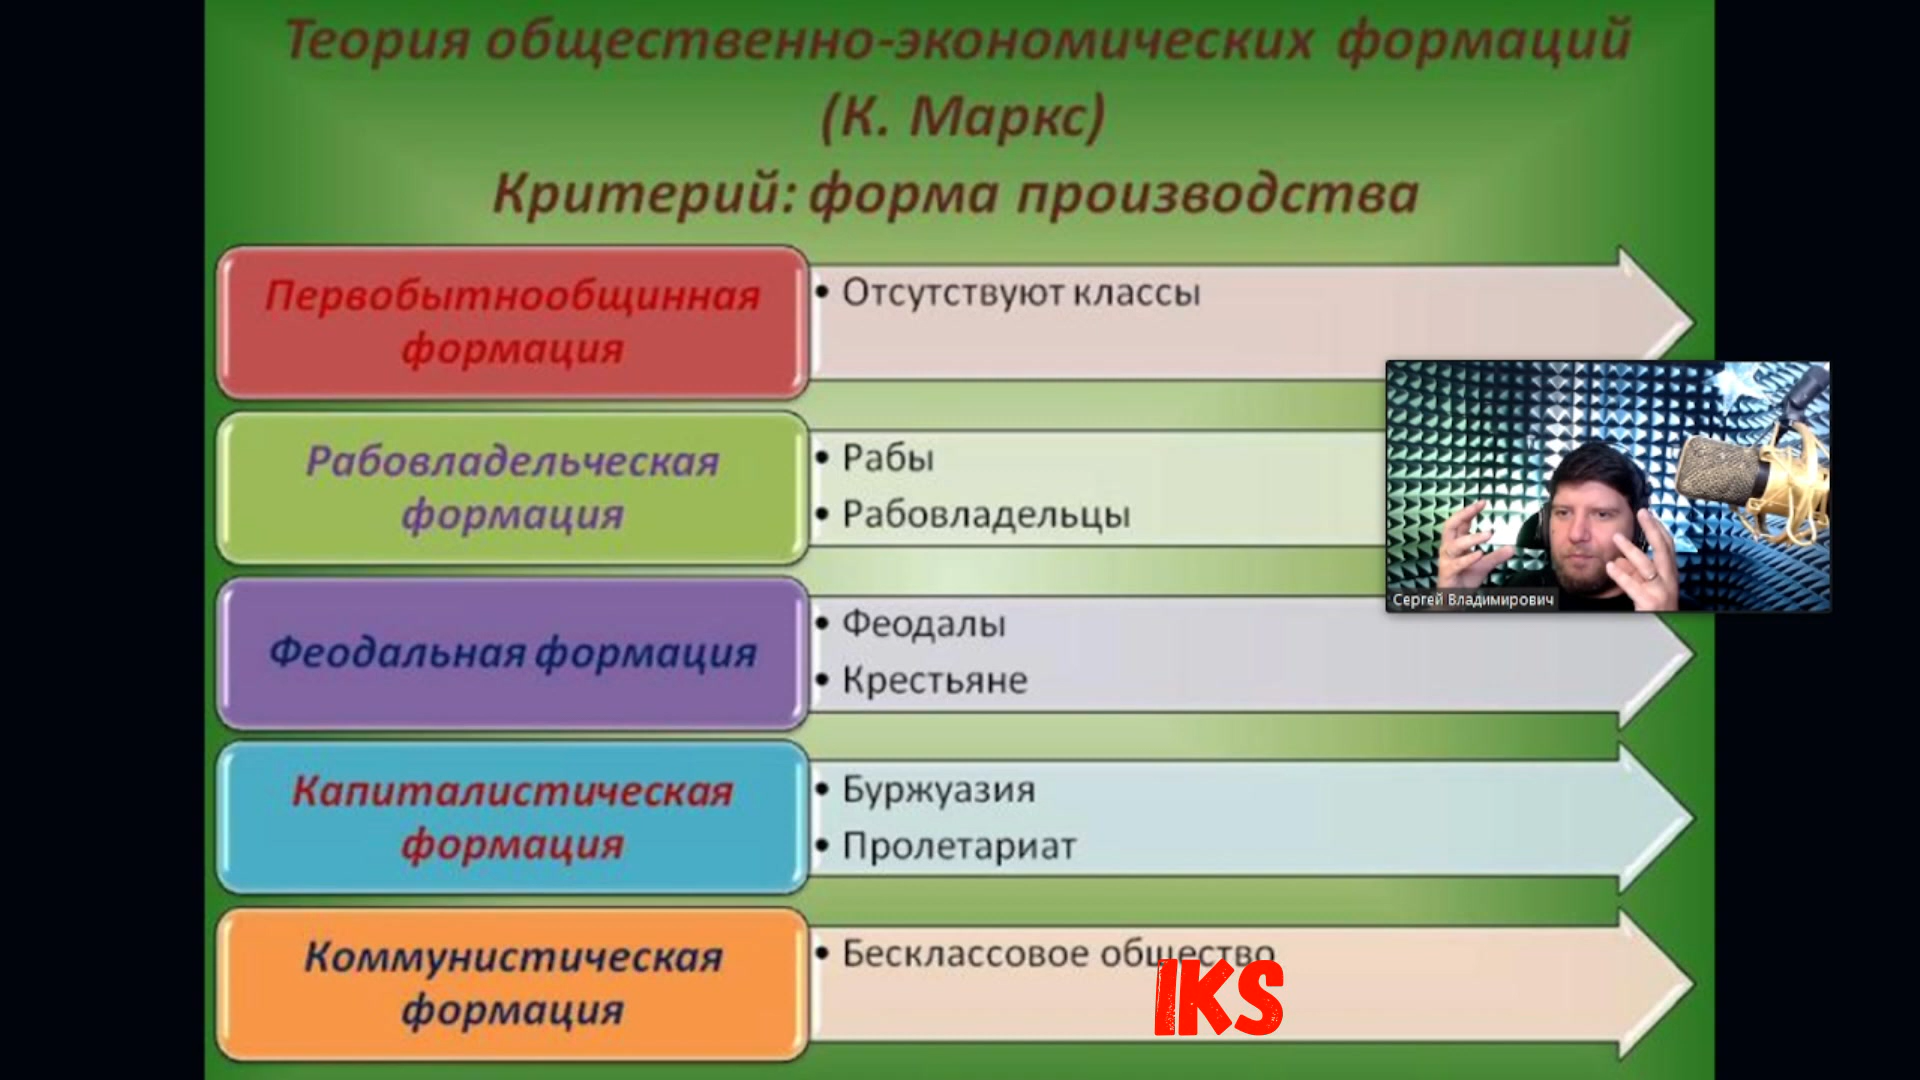 Теория общественно-экономических формаций
(К. Маркс)
Критерий: форма производства
Первобытнообщинная
формация
• Отсутствуют классы
Рабовладельческая
формация
• Рабы
• Рабовладельцы
Сергей Владимирович
Феодальная формация
• Феодалы
• Крестьяне
Капиталистическая
формация
• Буржуазия
• Пролетариат
Коммунистическая
формация
• Бесклассовое общество
IKS